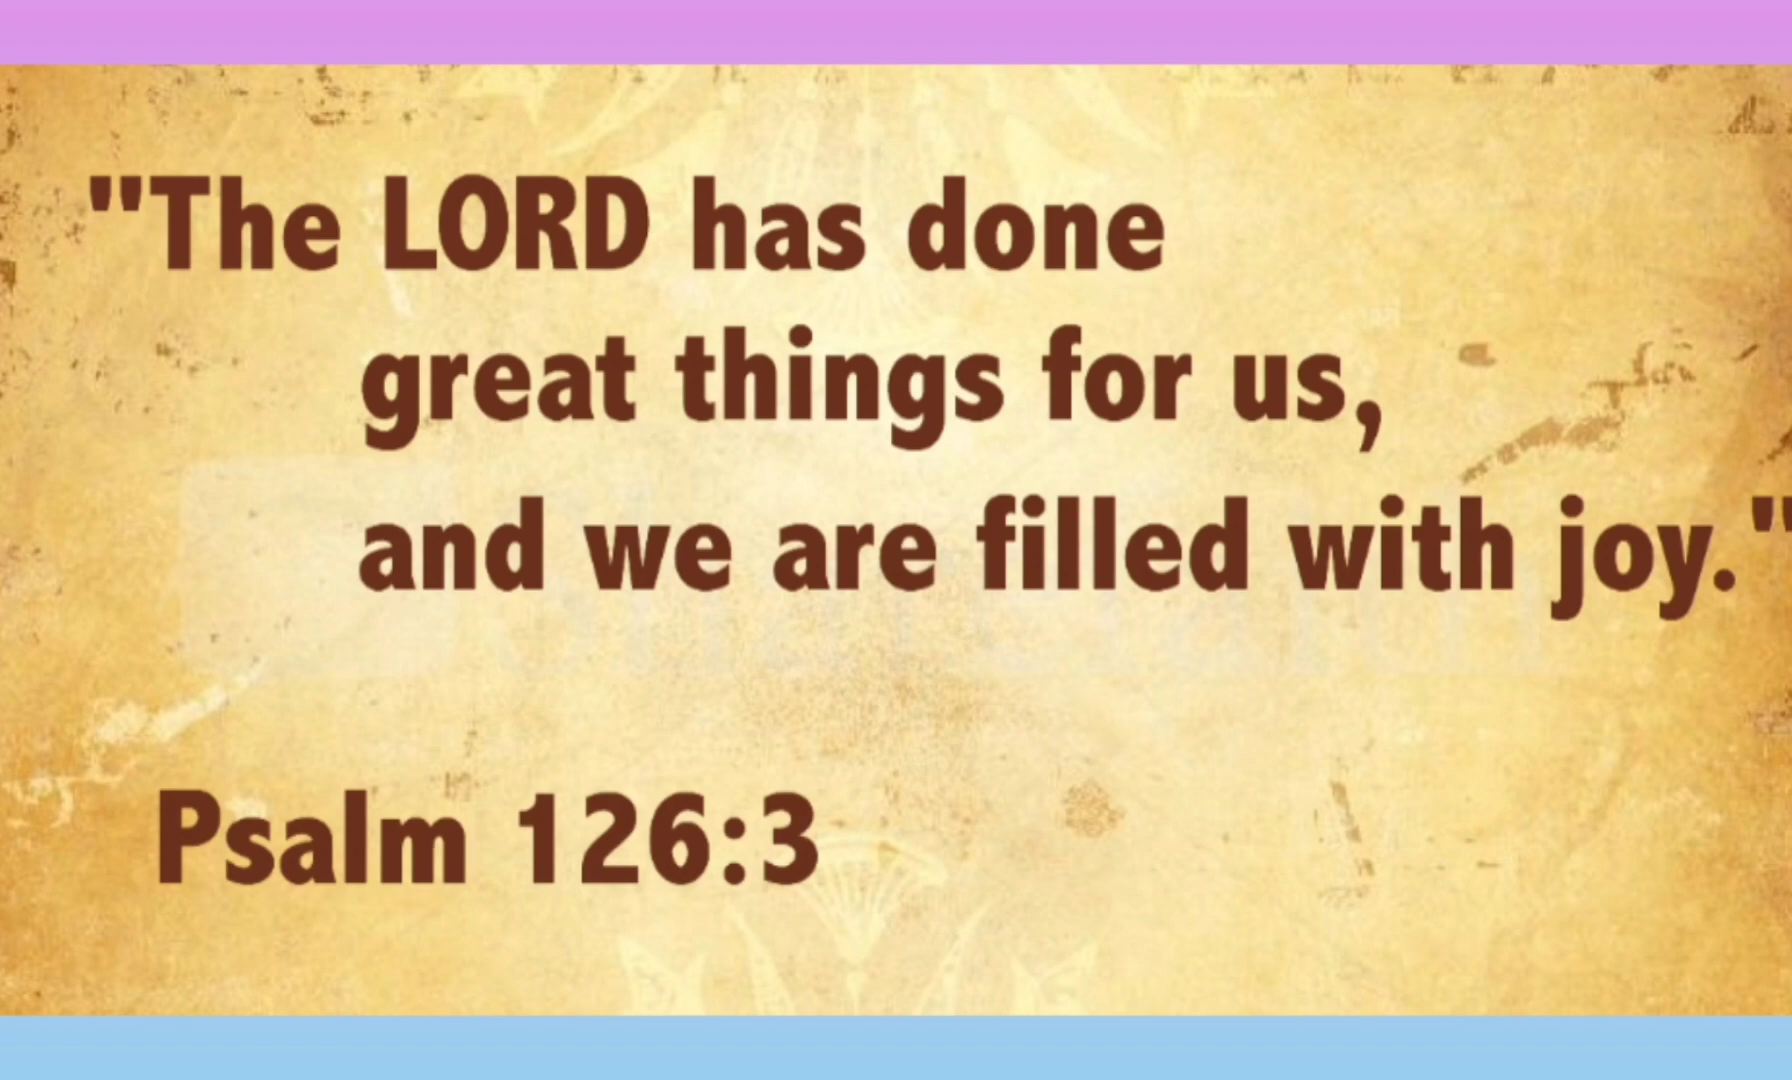 "The LORD has done
great things for us,
and we are filled with joy."
Psalm 126:3